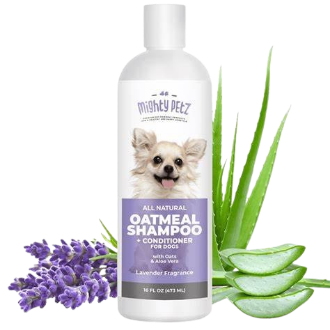 Mighty Petz
ALL NATURAL
OATMEAL
SHAMPOO
+ CONDITIONER
FOR DOGS
with Oats
& Aloe Vera
Lavender Fragrance
16 FL OZ (473 ML)